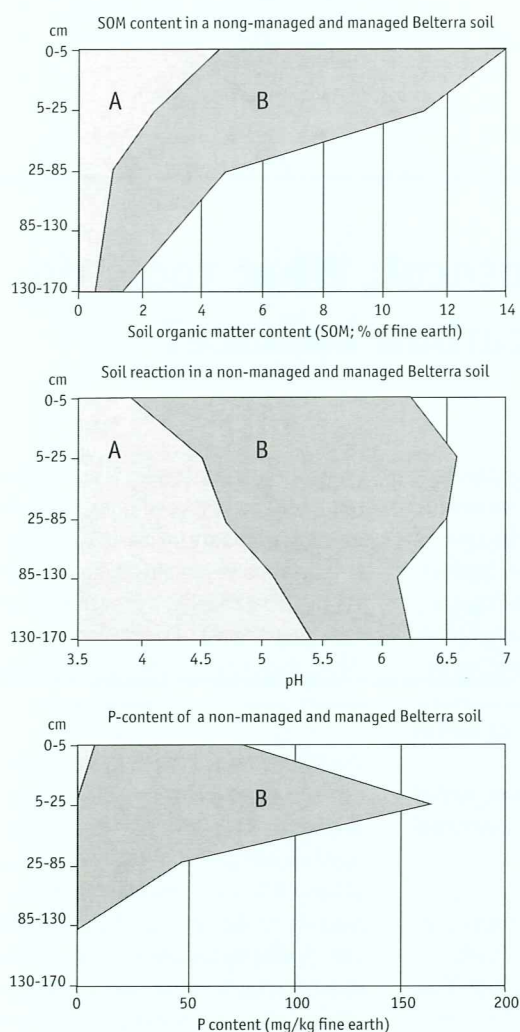 SOM content in a nong-managed and managed Belterra soil
cm
0-5
A
B
5-25
25-85
85-130
130-170
0 2 4 6 8 10 12 14
Soil organic matter content (SOM; % of fine earth)
Soil reaction in a non-managed and managed Belterra soil
cm
0-5
A
B
5-25
25-85
85-130
130-170
3.5 4 4.5 5 5.5 6 6.5 7
pH
P-content of a non-managed and managed Belterra soil
cm
0-5
B
5-25
25-85
85-130
130-170
0 50 100 150 200
P content (mg/kg fine earth)